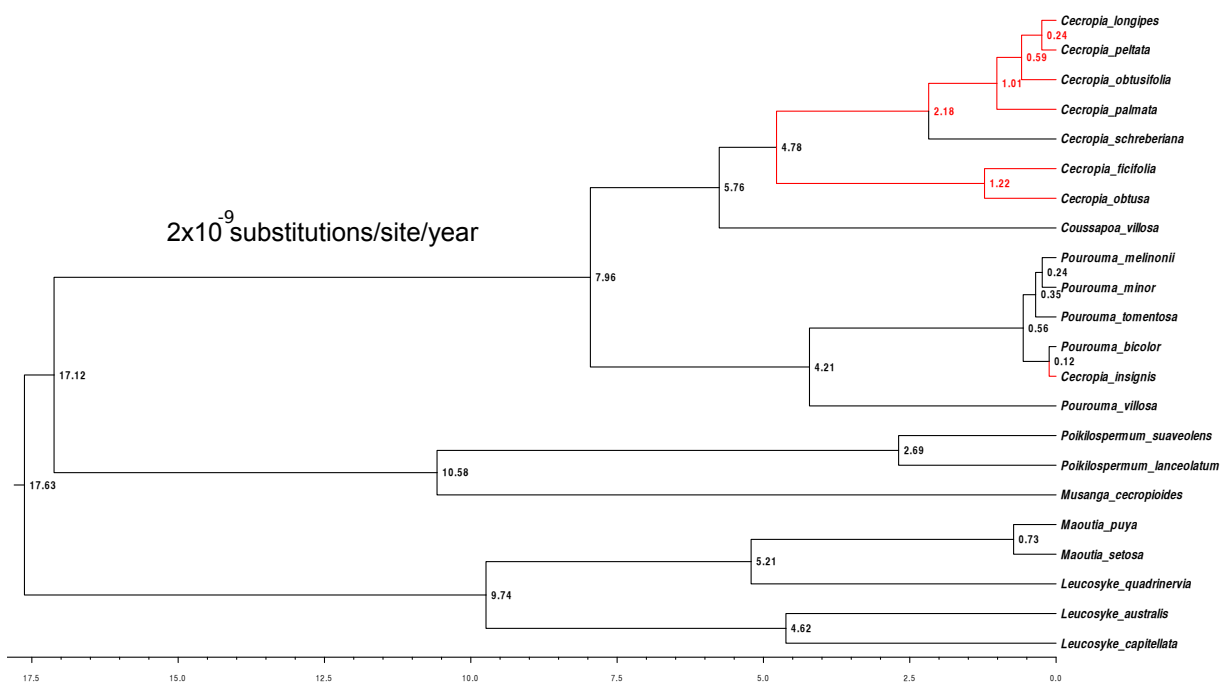 Cecropia_longipes
0.24
Cecropia_peltata
0.59
Cecropia_obtusifolia
1.01
Cecropia_palmata
2.18
Cecropia_schreberiana
4.78
Cecropia_ficifolia
1.22
5.76
Cecropia_obtusa
2x10-9 substitutions/site/year
Coussapoa_villosa
Pourouma_melinonii
0.24
7.96
Pourouma_minor
0.35
Pourouma_tomentosa
0.56
Pourouma_bicolor
0.12
4.21
17.12
Cecropia_insignis
Pourouma_villosa
Poikilospermum_suaveolens
2.69
Poikilospermum_lanceolatum
10.58
17.63
Musanga_cecropioides
Maoutia_puya
0.73
Maoutia_setosa
5.21
Leucosyke_quadrinervia
9.74
Leucosyke_australis
4.62
Leucosyke_capitellata
17.5 15.0 12.5 10.0 7.5 5.0 2.5 0.0